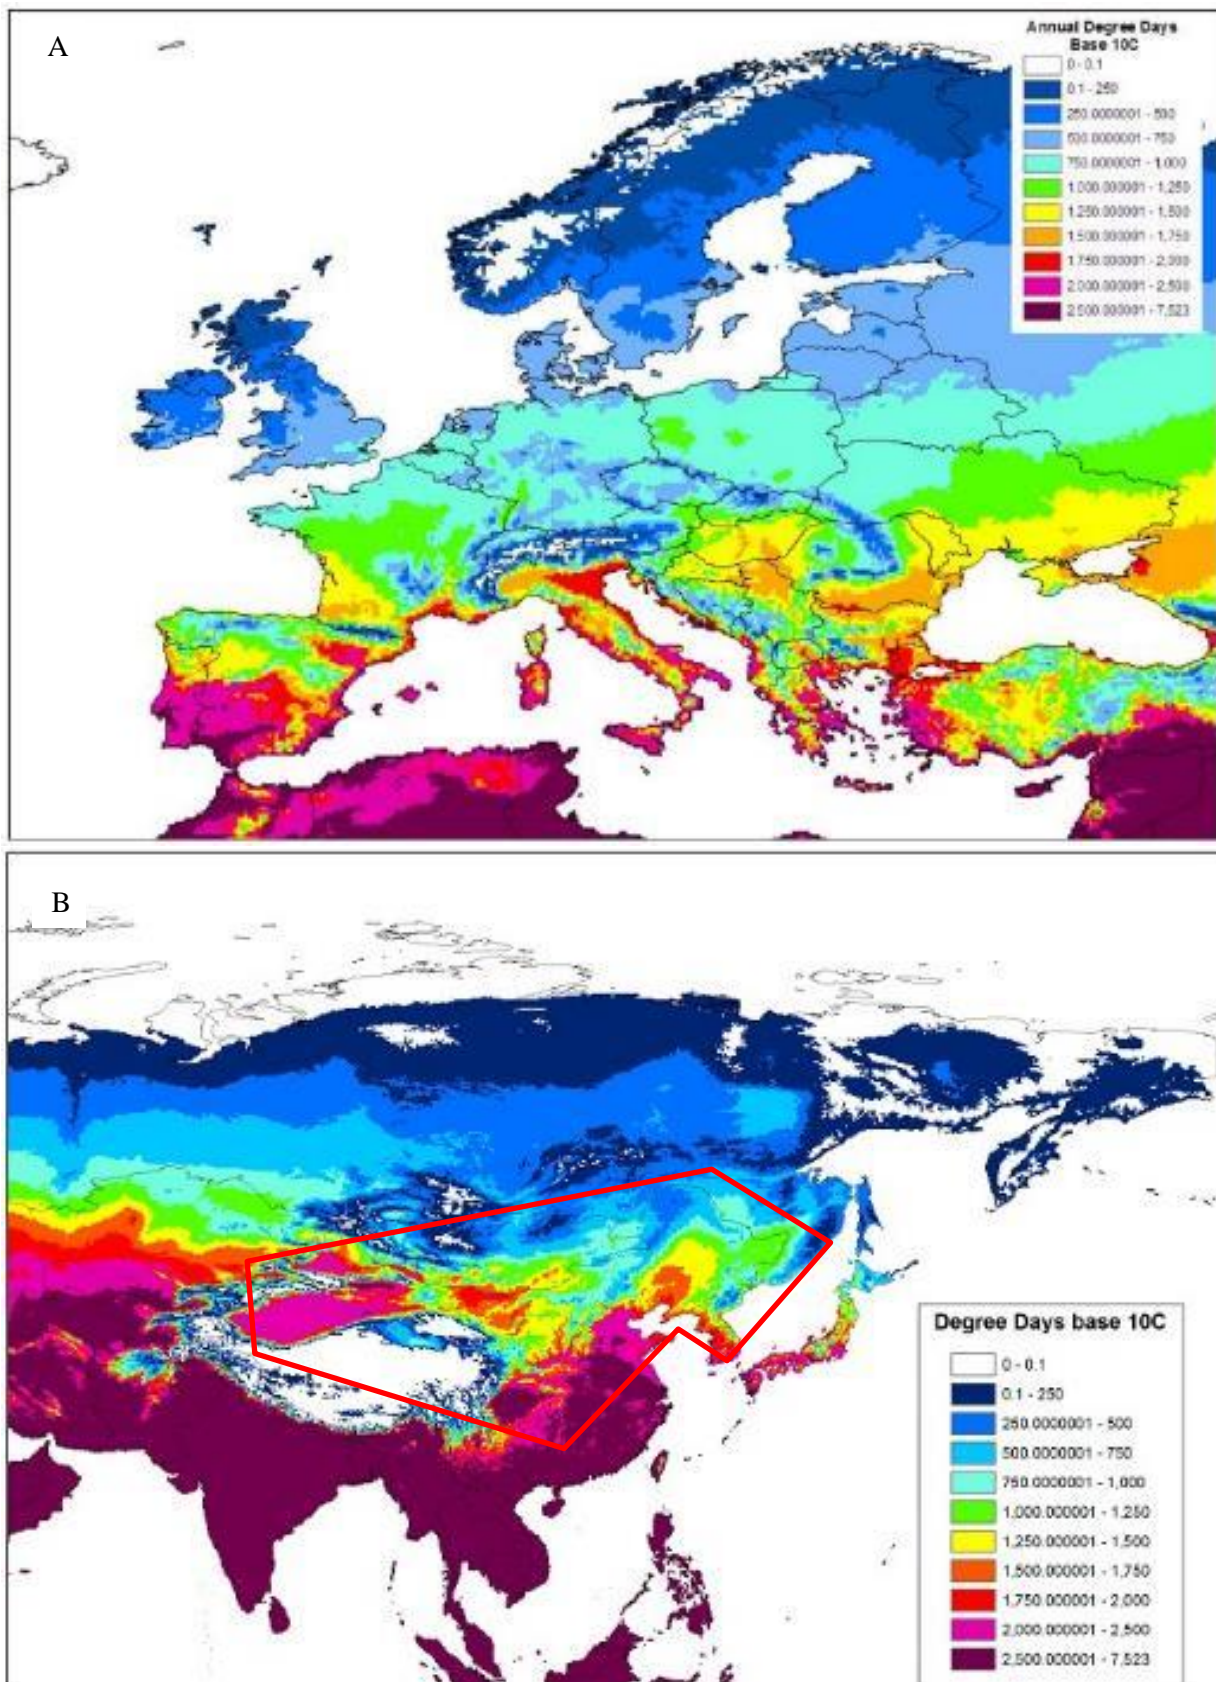 A
Annual Degree Days
Base 10C
0 - 0.1
0.1 - 250
250.0000001 - 500
500.0000001 - 750
750.0000001 - 1,000
1,000.000001 - 1,250
1,250.000001 - 1,500
1,500.000001 - 1,750
1,750.000001 - 2,000
2,000.000001 - 2,500
2,500.000001 - 7,523
B
Degree Days base 10C
0 - 0.1
0.1 - 250
250.0000001 - 500
500.0000001 - 750
750.0000001 - 1,000
1,000.000001 - 1,250
1,250.000001 - 1,500
1,500.000001 - 1,750
1,750.000001 - 2,000
2,000.000001 - 2,500
2,500.000001 - 7,523